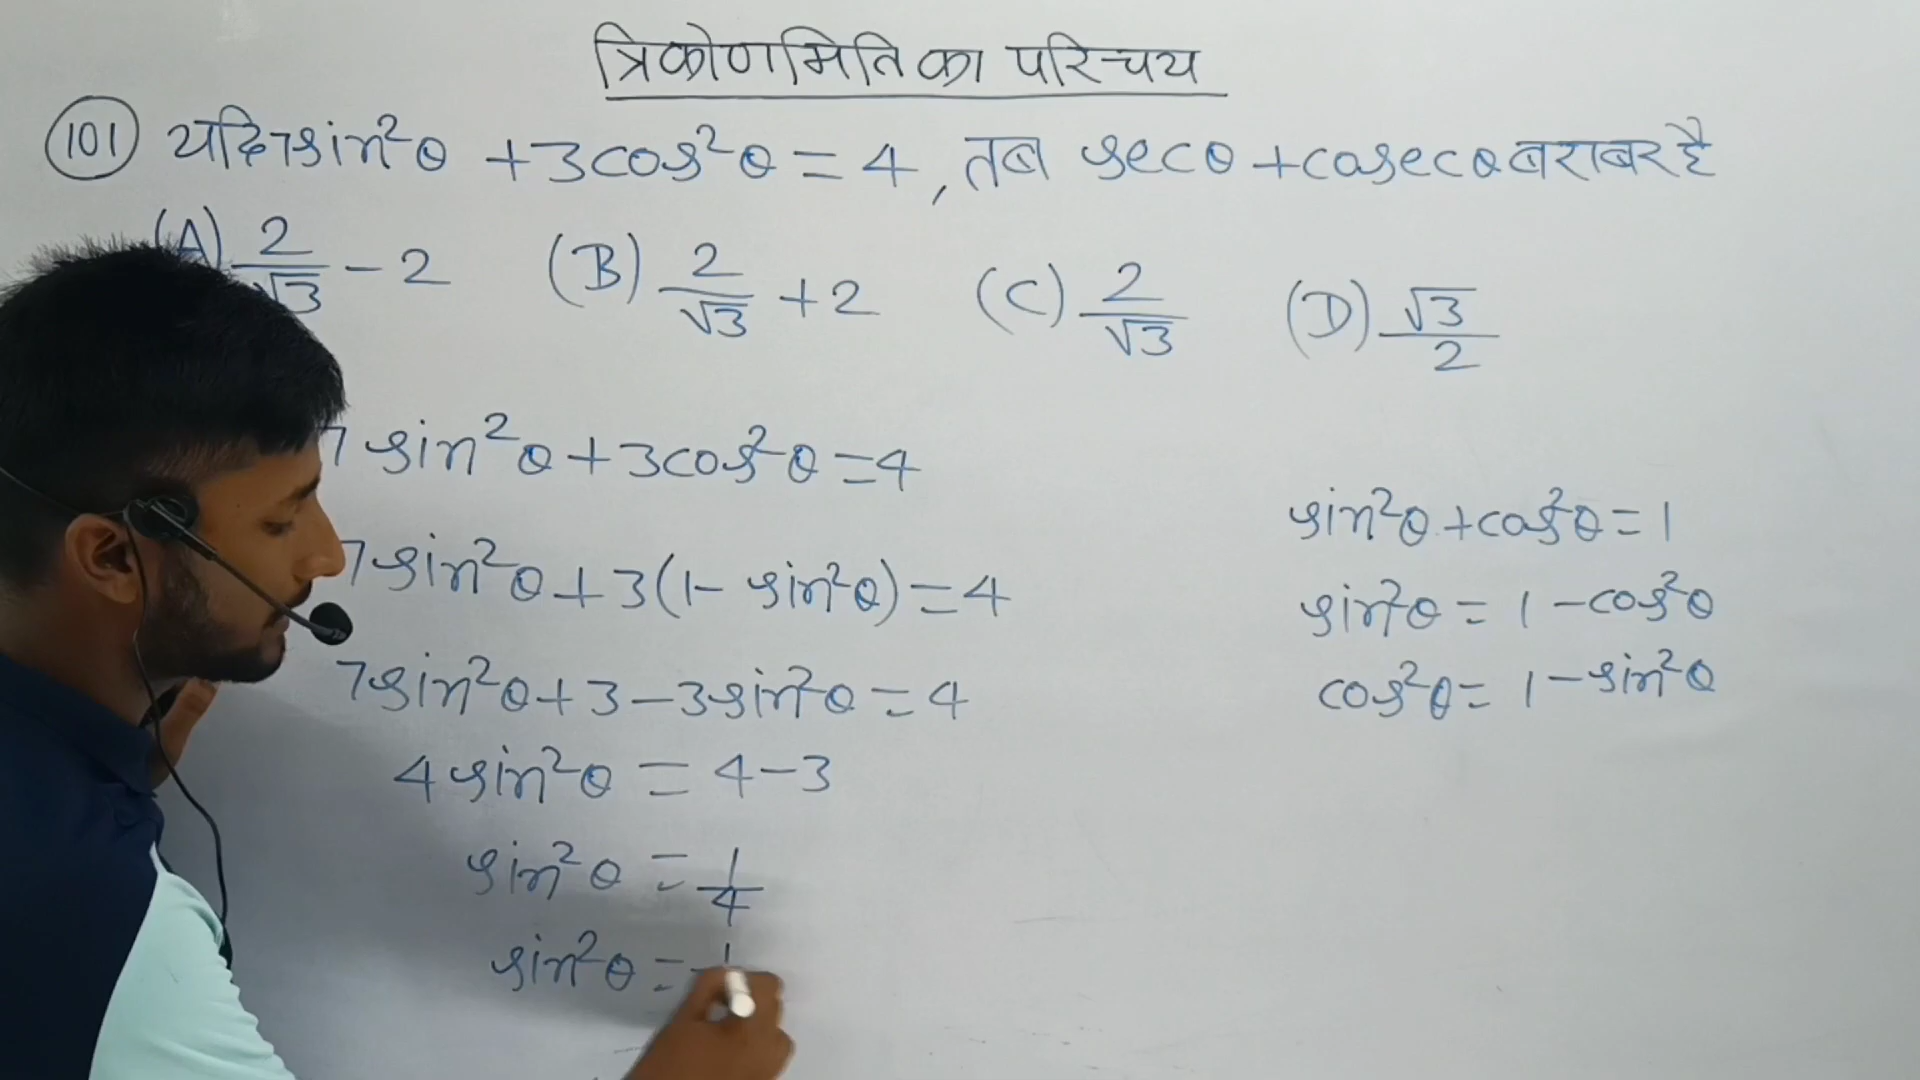 त्रिकोणमिति का परिचय
(101) यदि 7sin²θ + 3cos²θ = 4, तब secθ + cosecθ बराबर है
(A) 2/√3 - 2 (B) 2/√3 + 2 (C) 2/√3 (D) √3/2
7 sin²θ + 3cos²θ = 4
7sin²θ + 3(1 - sin²θ) = 4
7sin²θ + 3 - 3sin²θ = 4
4sin²θ = 4 - 3
sin²θ = 1/4
sin²θ = 1
sin²θ + cos²θ = 1
sin²θ = 1 - cos²θ
cos²θ = 1 - sin²θ